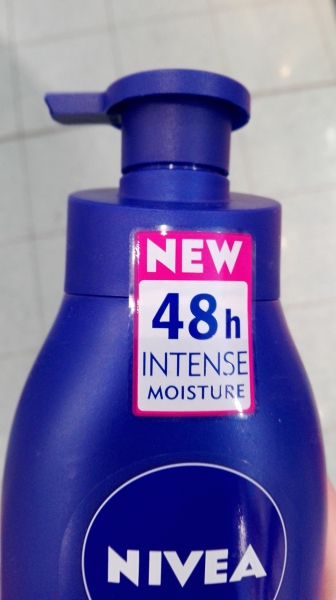 NEW
48h
INTENSE
MOISTURE
NIVEA